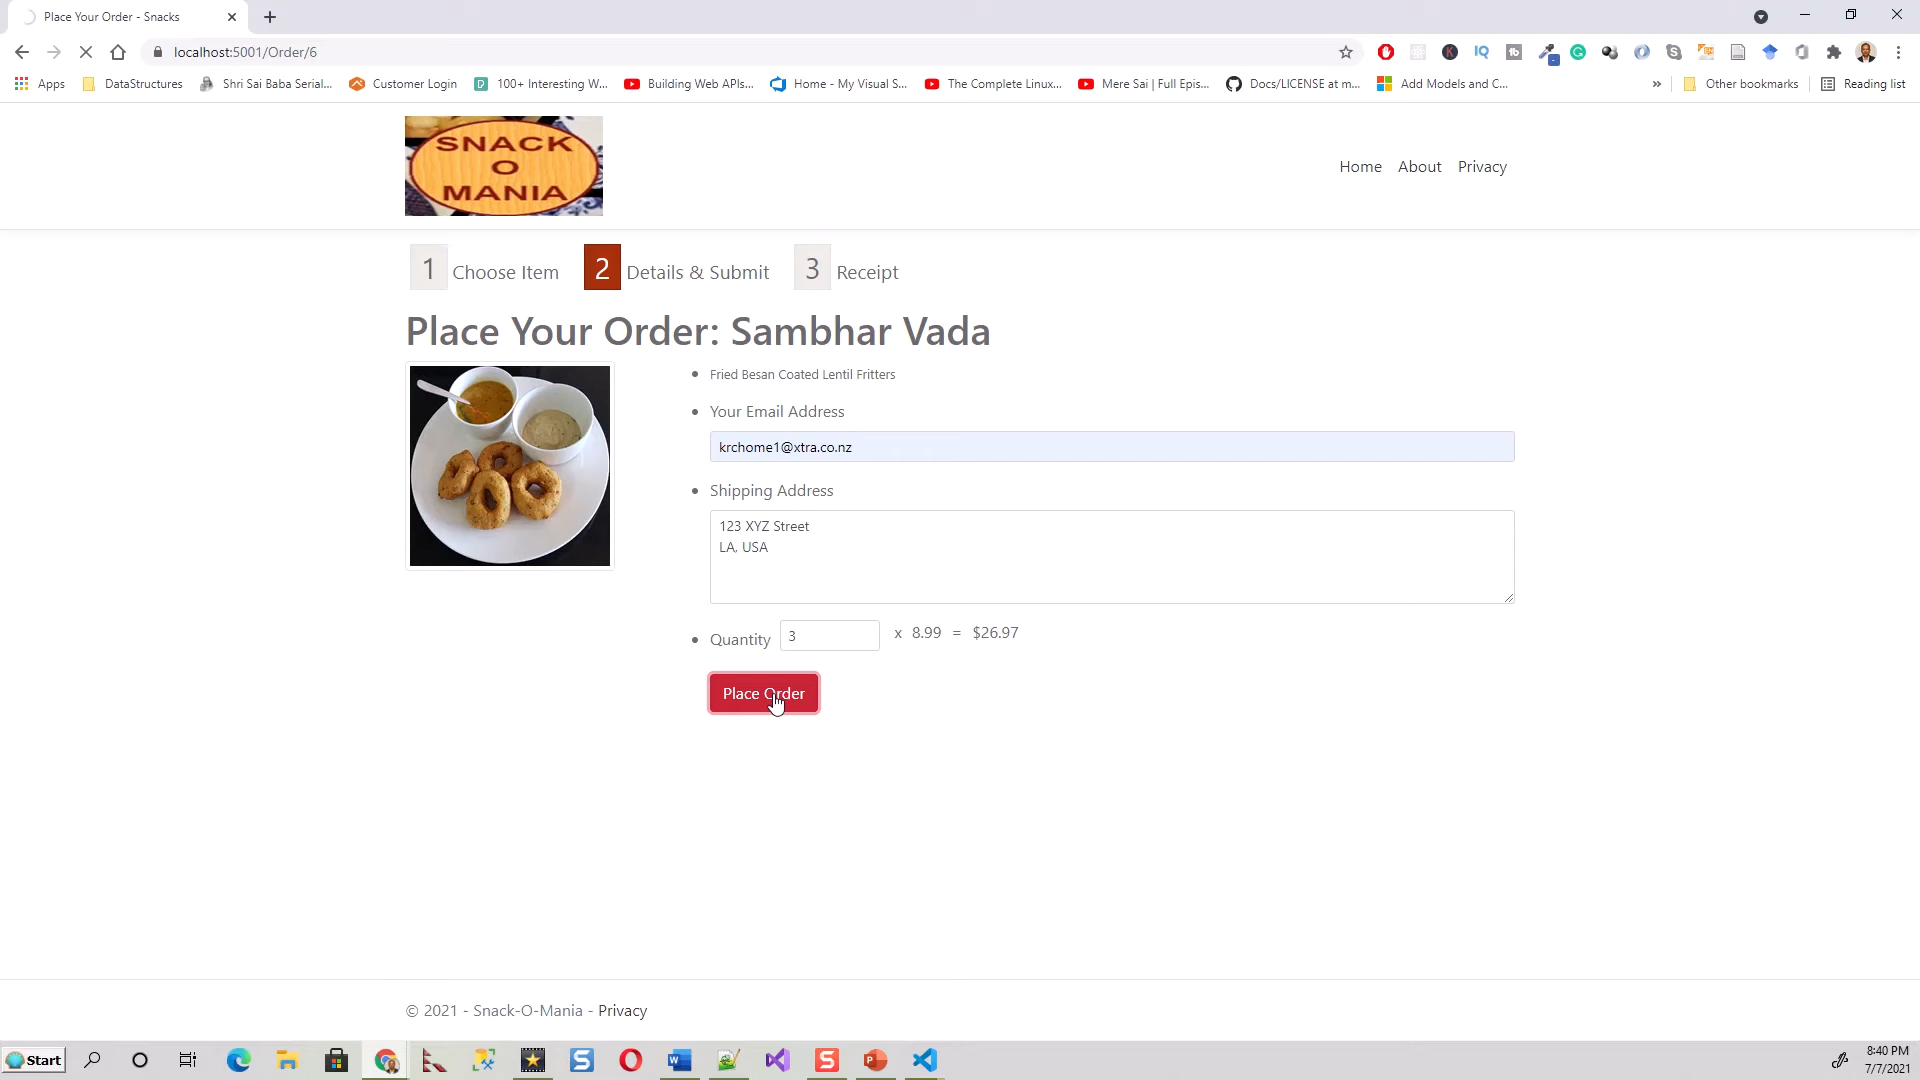 Place Your Order - Snacks
localhost:5001/Order/6
Apps DataStructures Shri Sai Baba Serial... Customer Login 100+ Interesting W... Building Web APIs... Home - My Visual S... The Complete Linux... Mere Sai | Full Epis... Docs/LICENSE at m... Add Models and C... » Other bookmarks Reading list
SNACK
O
MANIA
Home About Privacy
1 Choose Item 2 Details & Submit 3 Receipt
Place Your Order: Sambhar Vada
Fried Besan Coated Lentil Fritters
Your Email Address
krchome1@xtra.co.nz
Shipping Address
123 XYZ Street
LA, USA
Quantity 3 x 8.99 = $26.97
Place Order
© 2021 - Snack-O-Mania - Privacy
Start
8:40 PM
7/7/2021